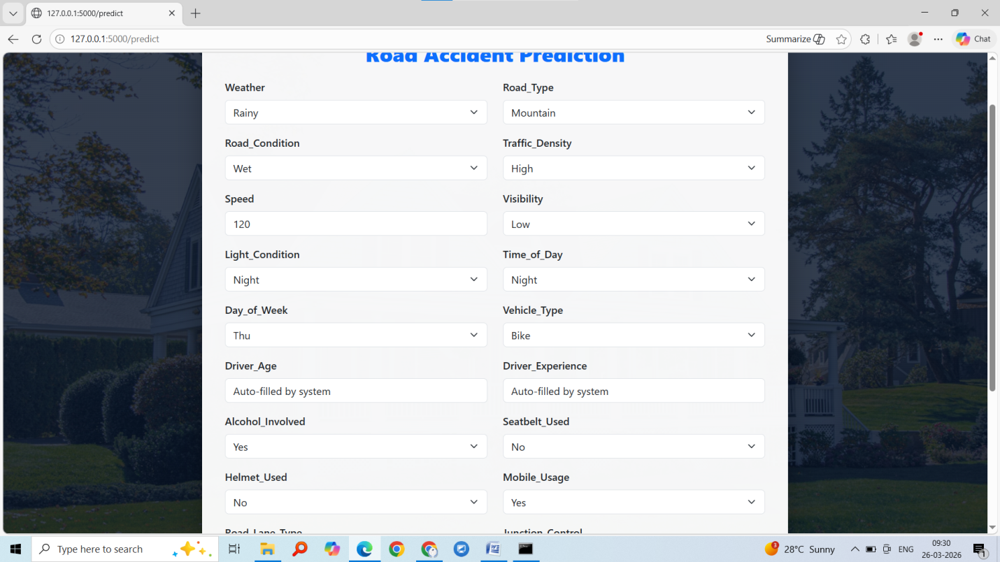 127.0.0.1:5000/predict
127.0.0.1:5000/predict
Summarize
Chat
Road Accident Prediction
Weather
Road_Type
Rainy
Mountain
Road_Condition
Traffic_Density
Wet
High
Speed
Visibility
120
Low
Light_Condition
Time_of_Day
Night
Night
Day_of_Week
Vehicle_Type
Thu
Bike
Driver_Age
Driver_Experience
Auto-filled by system
Auto-filled by system
Alcohol_Involved
Seatbelt_Used
Yes
No
Helmet_Used
Mobile_Usage
No
Yes
Road_Lane_Type
Junction_Control
Type here to search
3
28°C Sunny
ENG
09:30
26-03-2026
1